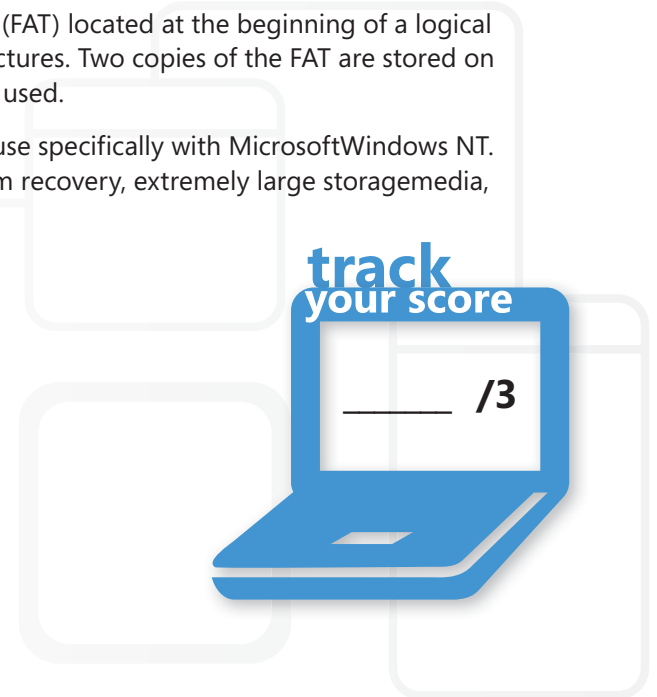 (FAT) located at the beginning of a logical
ctures. Two copies of the FAT are stored on
used.
use specifically with MicrosoftWindows NT.
m recovery, extremely large storagemedia,
track
your score
_______ /3